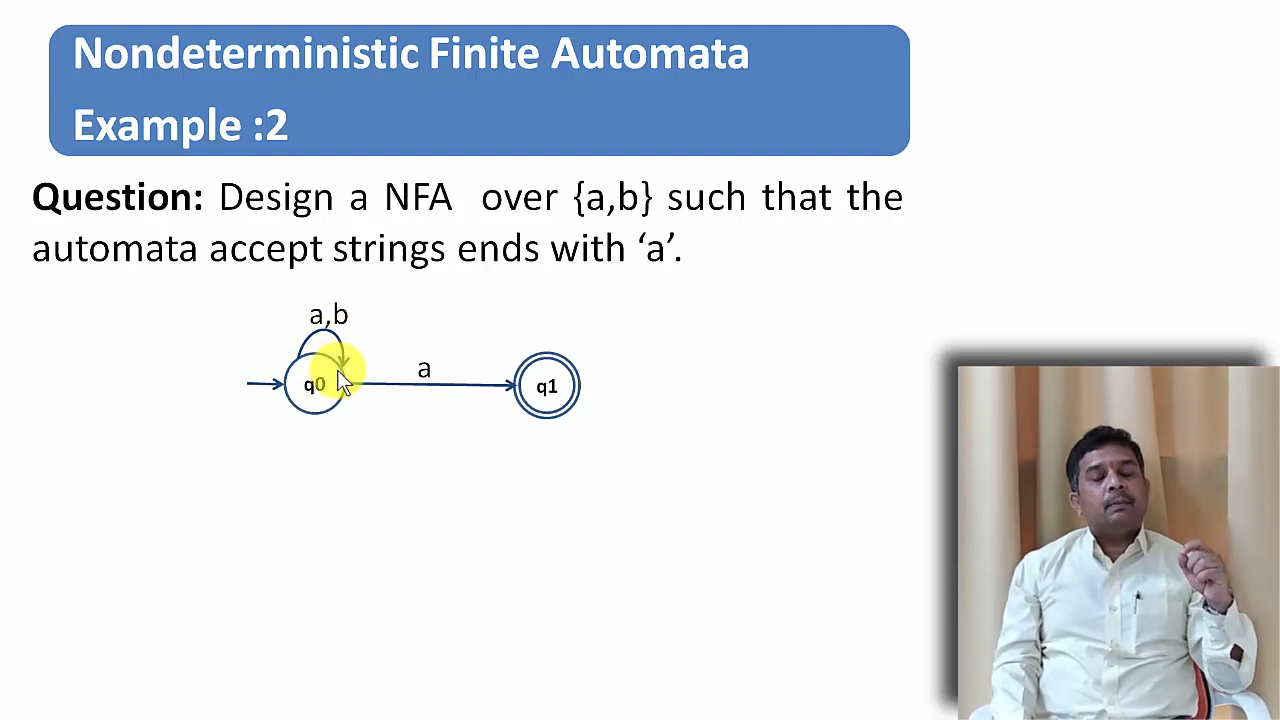 Nondeterministic Finite Automata
Example :2
Question: Design a NFA over {a,b} such that the
automata accept strings ends with ‘a’.
a,b
a
q0
q1